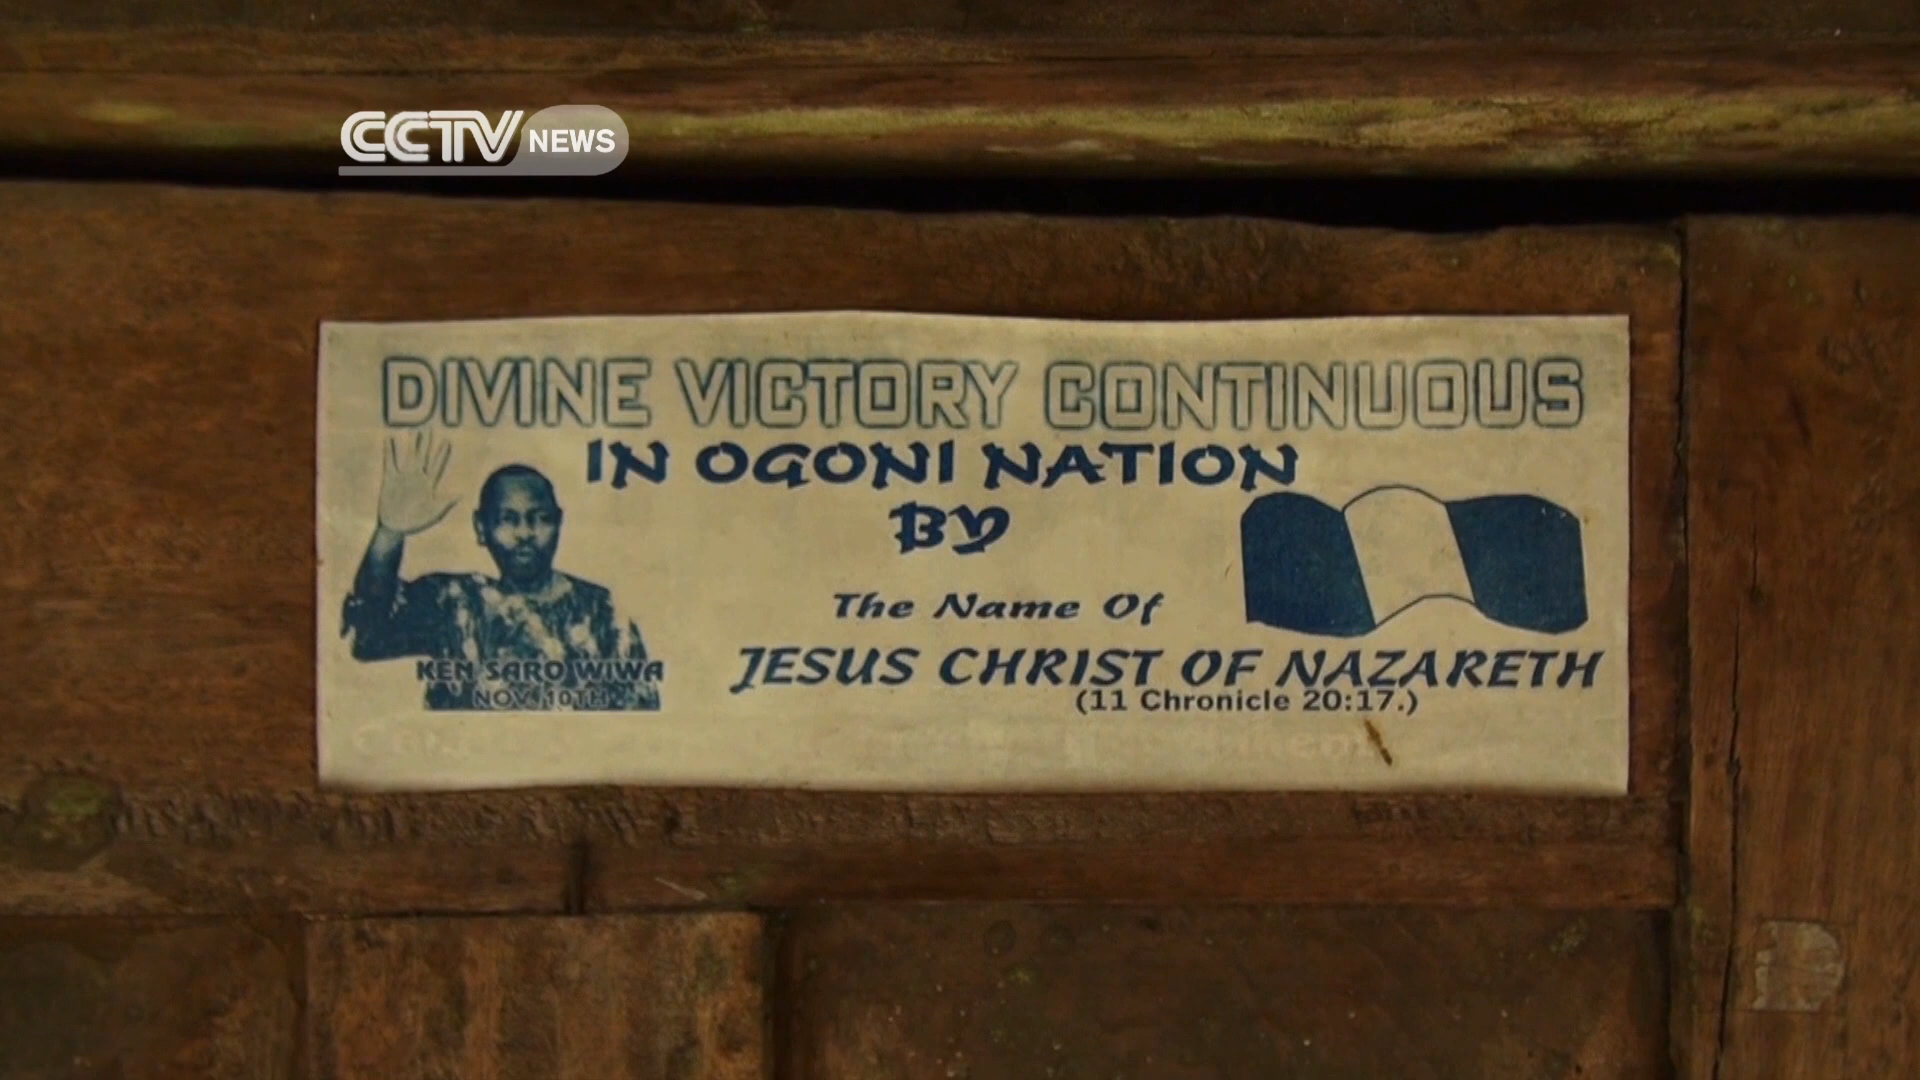 CCTV NEWS
DIVINE VICTORY CONTINUOUS
IN OGONI NATION
BY
The Name Of
JESUS CHRIST OF NAZARETH
(11 Chronicle 20:17.)
KEN SARO WIWA
NOV. 10TH